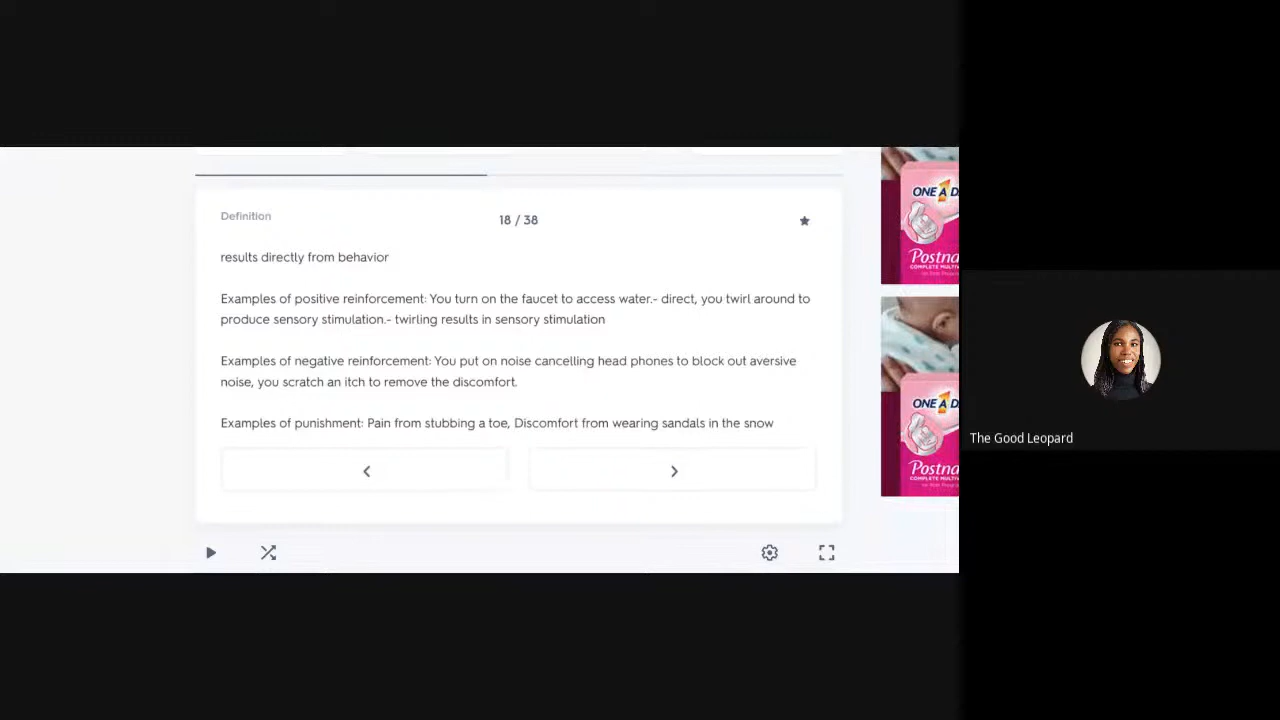 Definition
18 / 38
results directly from behavior
Examples of positive reinforcement: You turn on the faucet to access water.- direct, you twirl around to
produce sensory stimulation.- twirling results in sensory stimulation
Examples of negative reinforcement: You put on noise cancelling head phones to block out aversive
noise, you scratch an itch to remove the discomfort.
Examples of punishment: Pain from stubbing a toe, Discomfort from wearing sandals in the snow
ONE A D
Postna
COMPLETE MULTIV
ONE A D
Postna
COMPLETE MULTIV
The Good Leopard